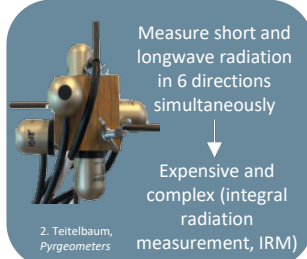 Measure short and
longwave radiation
in 6 directions
simultaneously
Expensive and
complex (integral
radiation
measurement, IRM)
2. Teitelbaum,
Pyrgeometers